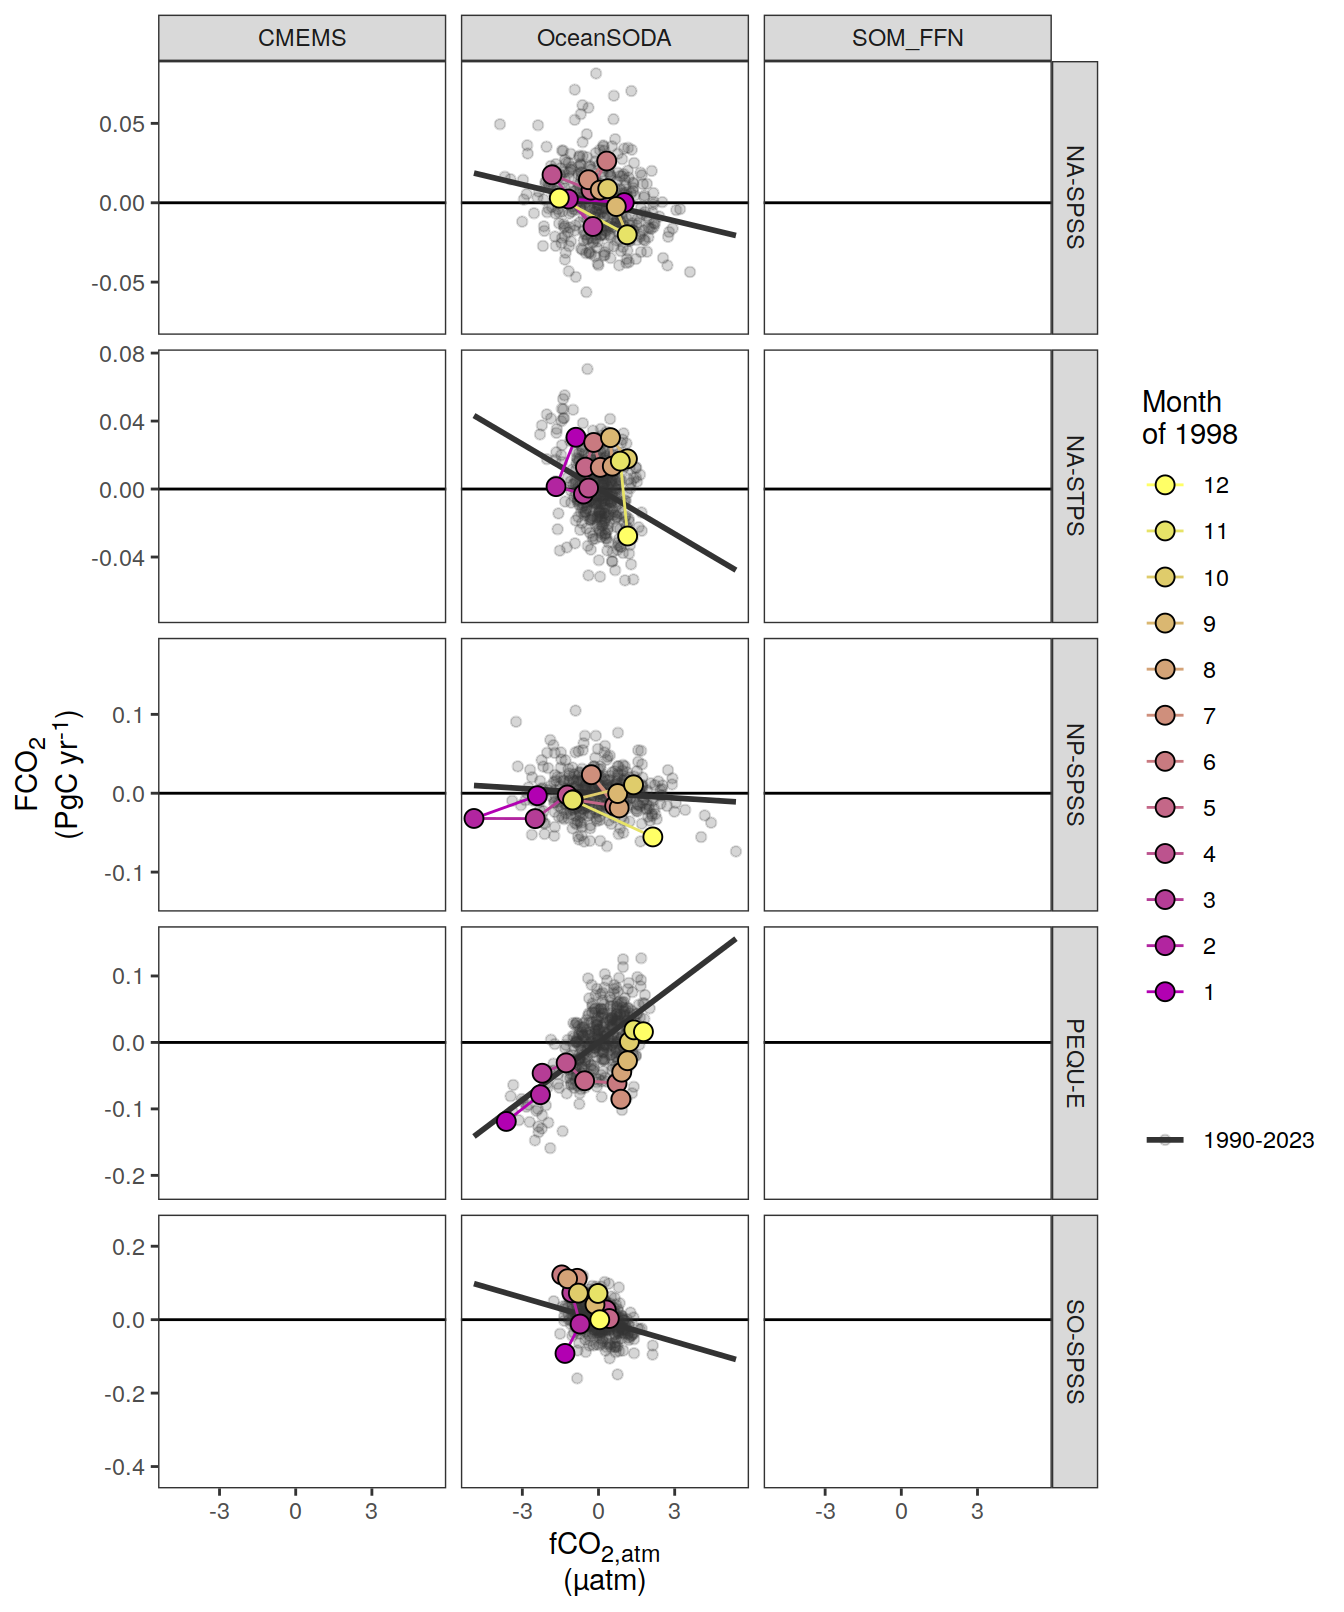 CMEMS OceanSODA SOM_FFN
0.05
0.00
-0.05
NA-SPSS
0.08
0.04
0.00
-0.04
NA-STPS
0.1
0.0
-0.1
NP-SPSS
0.1
0.0
-0.1
-0.2
PEQU-E
0.2
0.0
-0.2
-0.4
SO-SPSS
-3 0 3 -3 0 3 -3 0 3
fCO2,atm
(µatm)
FCO2
(PgC yr-1)
Month
of 1998
12
11
10
9
8
7
6
5
4
3
2
1
1990-2023